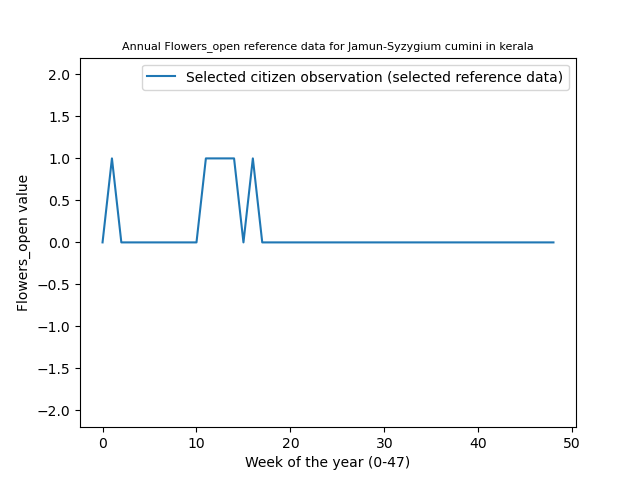 Annual Flowers_open reference data for Jamun-Syzygium cumini in kerala
Selected citizen observation (selected reference data)
2.0
1.5
1.0
0.5
0.0
−0.5
−1.0
−1.5
−2.0
Flowers_open value
0 10 20 30 40 50
Week of the year (0-47)